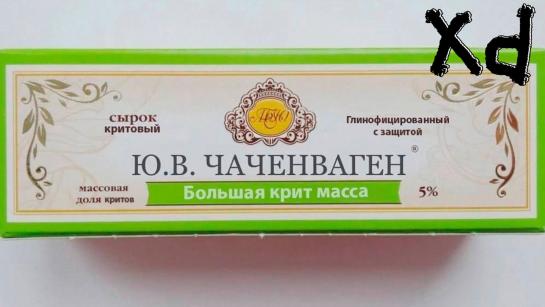 Xd
сырок
критовый
Глинофицированный
с защитой
Ю.В. ЧАЧЕНВАГЕН®
массовая
доля критов
Большая крит масса
5%